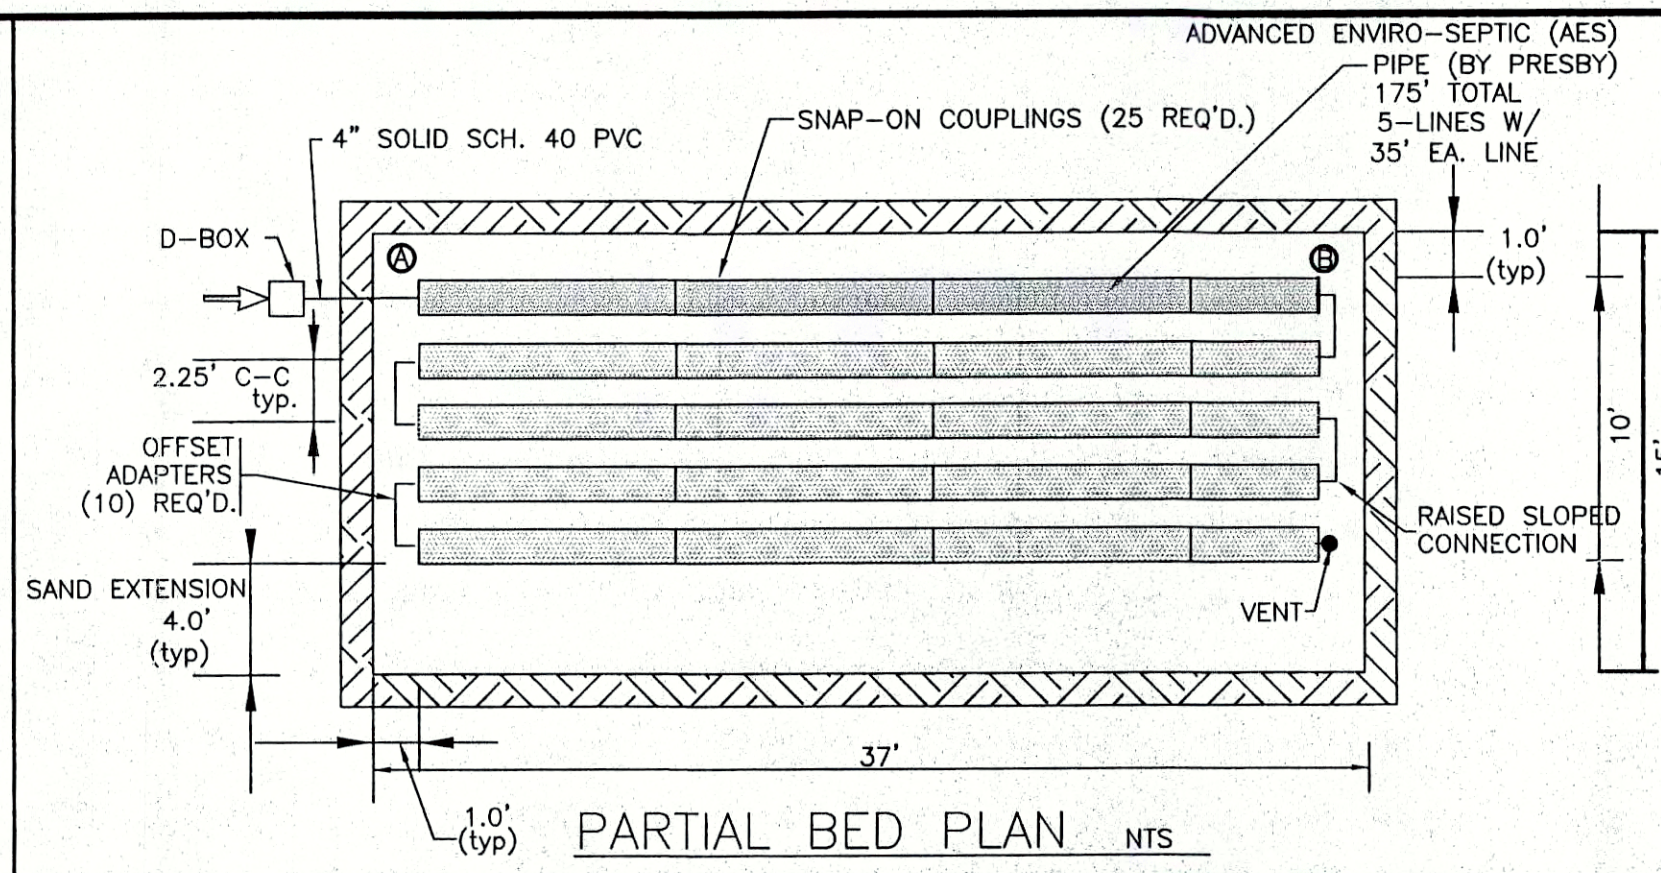 ADVANCED ENVIRO-SEPTIC (AES)
PIPE (BY PRESBY)
175' TOTAL
5-LINES W/
35' EA. LINE
SNAP-ON COUPLINGS (25 REQ'D.)
4" SOLID SCH. 40 PVC
D-BOX
A
B
1.0'
(typ)
2.25' C-C
typ.
OFFSET
ADAPTERS
(10) REQ'D.
10'
RAISED SLOPED
CONNECTION
SAND EXTENSION
4.0'
(typ)
VENT
37'
1.0'
(typ)
PARTIAL BED PLAN NTS